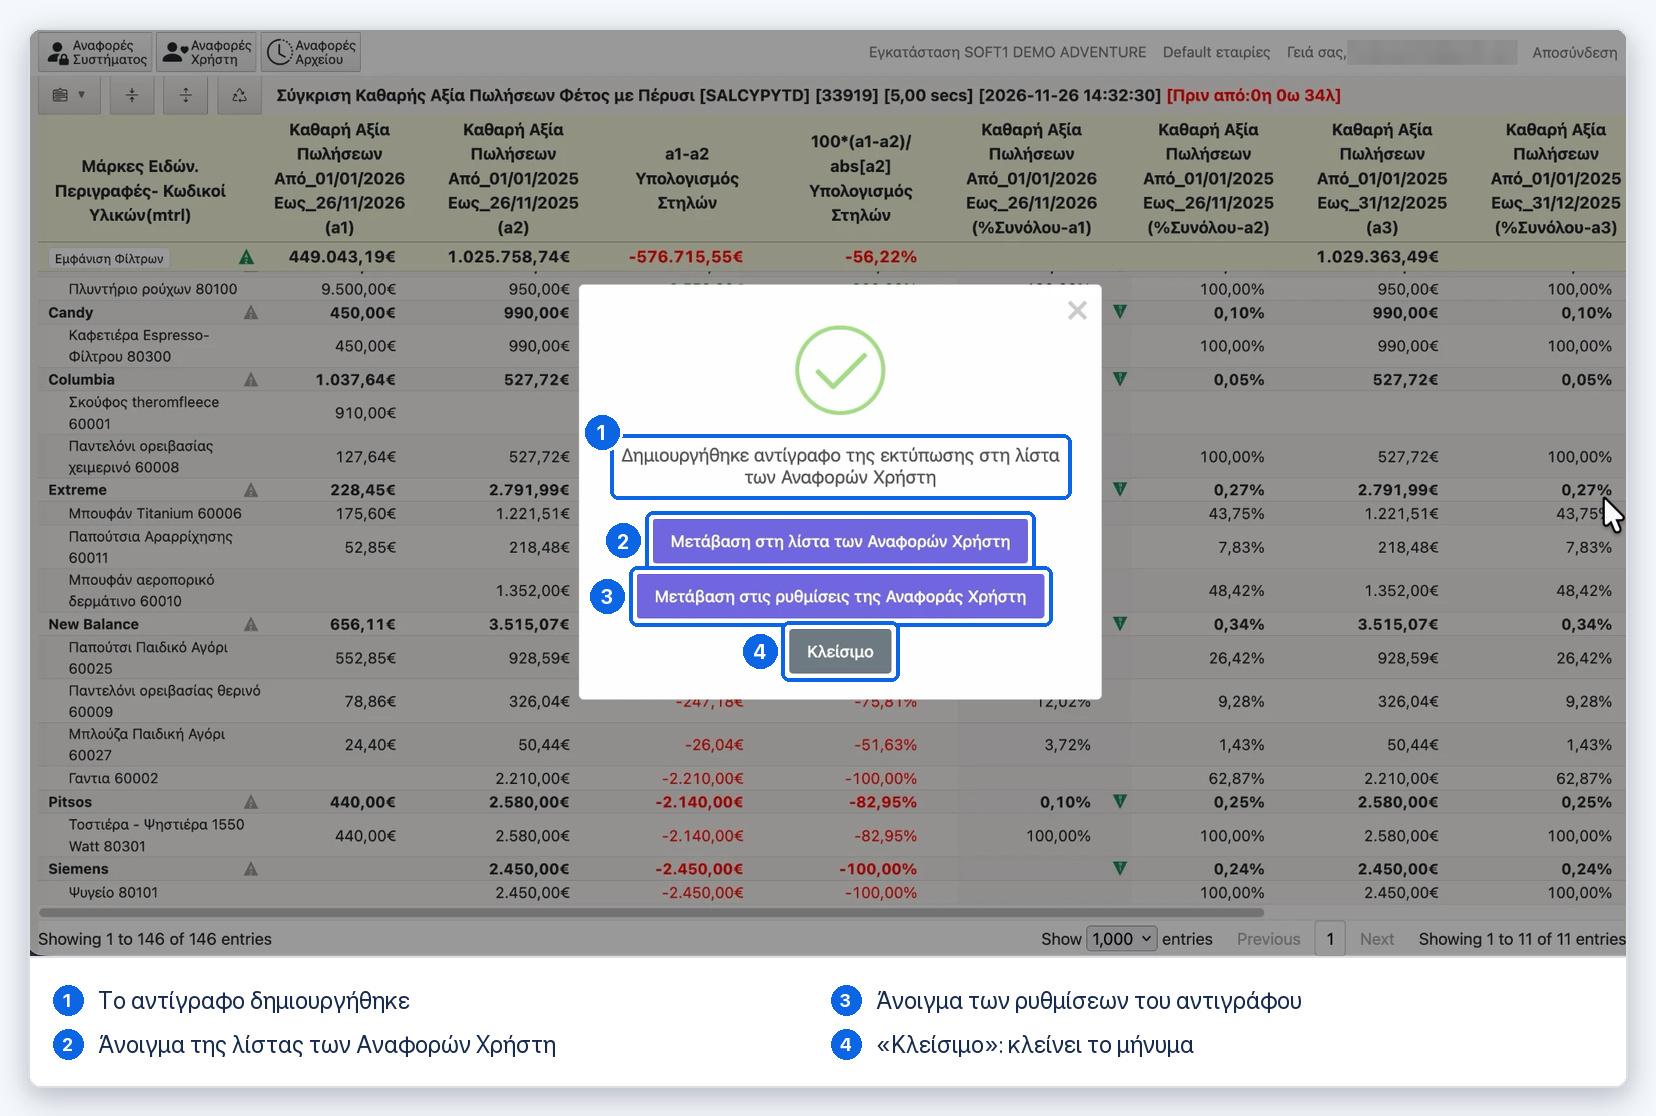 Αναφορές Συστήματος
Αναφορές Χρήστη
Αναφορές Αρχείου
Εγκατάσταση SOFT1 DEMO ADVENTURE Default εταιρίες Γειά σας, Αποσύνδεση
Σύγκριση Καθαρής Αξία Πωλήσεων Φέτος με Πέρυσι [SALCYPYTD] [33919] [5,00 secs] [2026-11-26 14:32:30] [Πριν από:0η 0ω 34λ]
Μάρκες Ειδών. Περιγραφές- Κωδικοί Υλικών(mtrl)
Καθαρή Αξία Πωλήσεων Από_01/01/2026 Εως_26/11/2026 (a1)
Καθαρή Αξία Πωλήσεων Από_01/01/2025 Εως_26/11/2025 (a2)
a1-a2 Υπολογισμός Στηλών
100*(a1-a2)/ abs[a2] Υπολογισμός Στηλών
Καθαρή Αξία Πωλήσεων Από_01/01/2026 Εως_26/11/2026 (%Συνόλου-a1)
Καθαρή Αξία Πωλήσεων Από_01/01/2025 Εως_26/11/2025 (%Συνόλου-a2)
Καθαρή Αξία Πωλήσεων Από_01/01/2025 Εως_31/12/2025 (a3)
Καθαρή Αξία Πωλήσεων Από_01/01/2025 Εως_31/12/2025 (%Συνόλου-a3)
Εμφάνιση Φίλτρων 449.043,19€ 1.025.758,74€ -576.715,55€ -56,22% 1.029.363,49€
Πλυντήριο ρούχων 80100 9.500,00€ 950,00€ 100,00% 950,00€ 100,00%
Candy 450,00€ 990,00€ 0,10% 990,00€ 0,10%
Καφετιέρα Espresso-Φίλτρου 80300 450,00€ 990,00€ 100,00% 990,00€ 100,00%
Columbia 1.037,64€ 527,72€ 0,05% 527,72€ 0,05%
Σκούφος theromfleece 60001 910,00€
Παντελόνι ορειβασίας χειμερινό 60008 127,64€ 527,72€ 100,00% 527,72€ 100,00%
Extreme 228,45€ 2.791,99€ 0,27% 2.791,99€ 0,27%
Μπουφάν Titanium 60006 175,60€ 1.221,51€ 43,75% 1.221,51€ 43,75%
Παπούτσια Αραρρίχησης 60011 52,85€ 218,48€ 7,83% 218,48€ 7,83%
Μπουφάν αεροπορικό δερμάτινο 60010 1.352,00€ 48,42% 1.352,00€ 48,42%
New Balance 656,11€ 3.515,07€ 0,34% 3.515,07€ 0,34%
Παπούτσι Παιδικό Αγόρι 60025 552,85€ 928,59€ 26,42% 928,59€ 26,42%
Παντελόνι ορειβασίας θερινό 60009 78,86€ 326,04€ -247,18€ -75,81% 12,02% 9,28% 326,04€ 9,28%
Μπλούζα Παιδική Αγόρι 60027 24,40€ 50,44€ -26,04€ -51,63% 3,72% 1,43% 50,44€ 1,43%
Γαντια 60002 2.210,00€ -2.210,00€ -100,00% 62,87% 2.210,00€ 62,87%
Pitsos 440,00€ 2.580,00€ -2.140,00€ -82,95% 0,10% 0,25% 2.580,00€ 0,25%
Τοστιέρα - Ψηστιέρα 1550 Watt 80301 440,00€ 2.580,00€ -2.140,00€ -82,95% 100,00% 100,00% 2.580,00€ 100,00%
Siemens 2.450,00€ -2.450,00€ -100,00% 0,24% 2.450,00€ 0,24%
Ψυγείο 80101 2.450,00€ -2.450,00€ -100,00% 100,00% 2.450,00€ 100,00%
Showing 1 to 146 of 146 entries Show 1,000 entries Previous 1 Next Showing 1 to 11 of 11 entries
×
1
Δημιουργήθηκε αντίγραφο της εκτύπωσης στη λίστα
των Αναφορών Χρήστη
2 Μετάβαση στη λίστα των Αναφορών Χρήστη
3 Μετάβαση στις ρυθμίσεις της Αναφοράς Χρήστη
4 Κλείσιμο
1 Το αντίγραφο δημιουργήθηκε
2 Άνοιγμα της λίστας των Αναφορών Χρήστη
3 Άνοιγμα των ρυθμίσεων του αντιγράφου
4 «Κλείσιμο»: κλείνει το μήνυμα